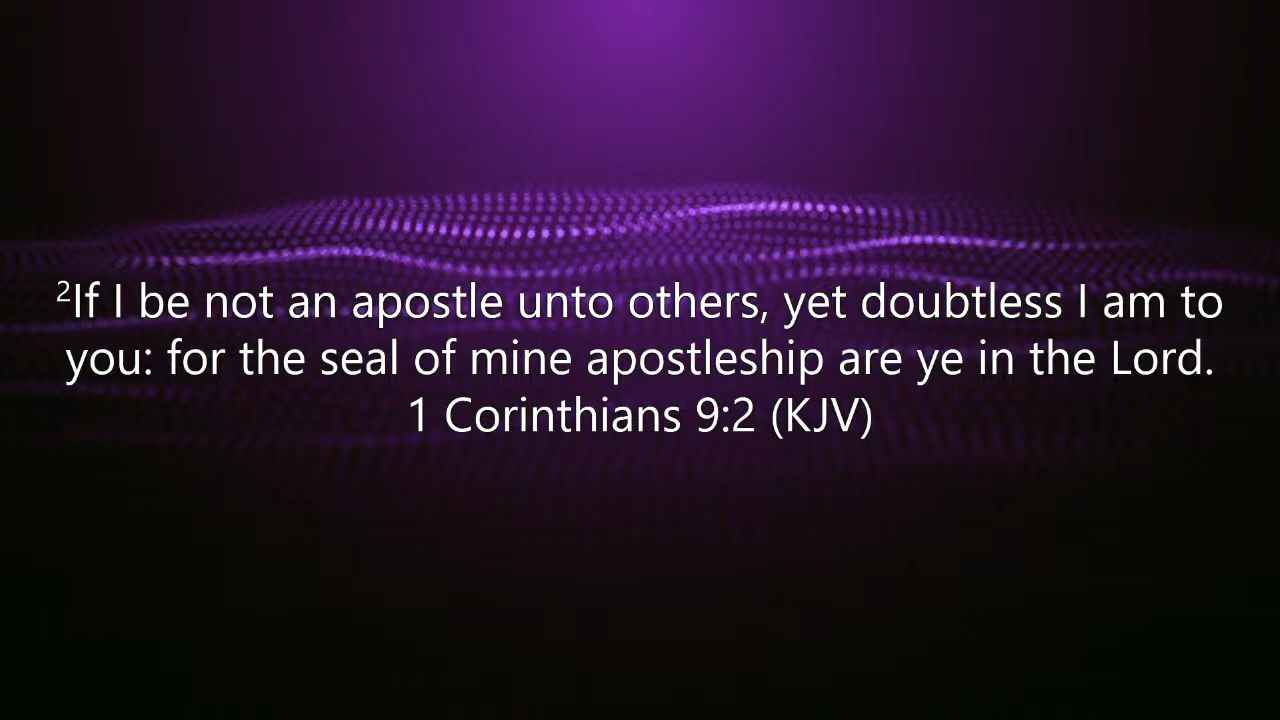 ²If I be not an apostle unto others, yet doubtless I am to
you: for the seal of mine apostleship are ye in the Lord.
1 Corinthians 9:2 (KJV)